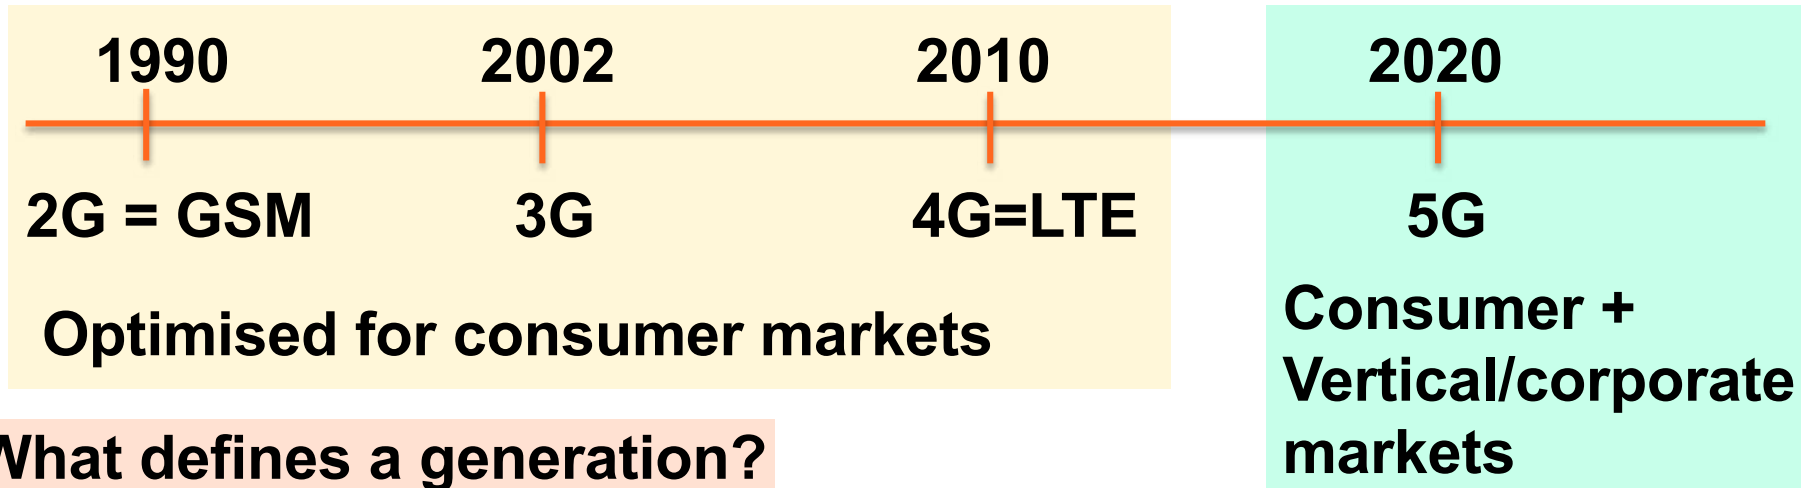 1990 2002 2010 2020
2G = GSM 3G 4G=LTE 5G
Optimised for consumer markets
Consumer +
Vertical/corporate
markets
What defines a generation?